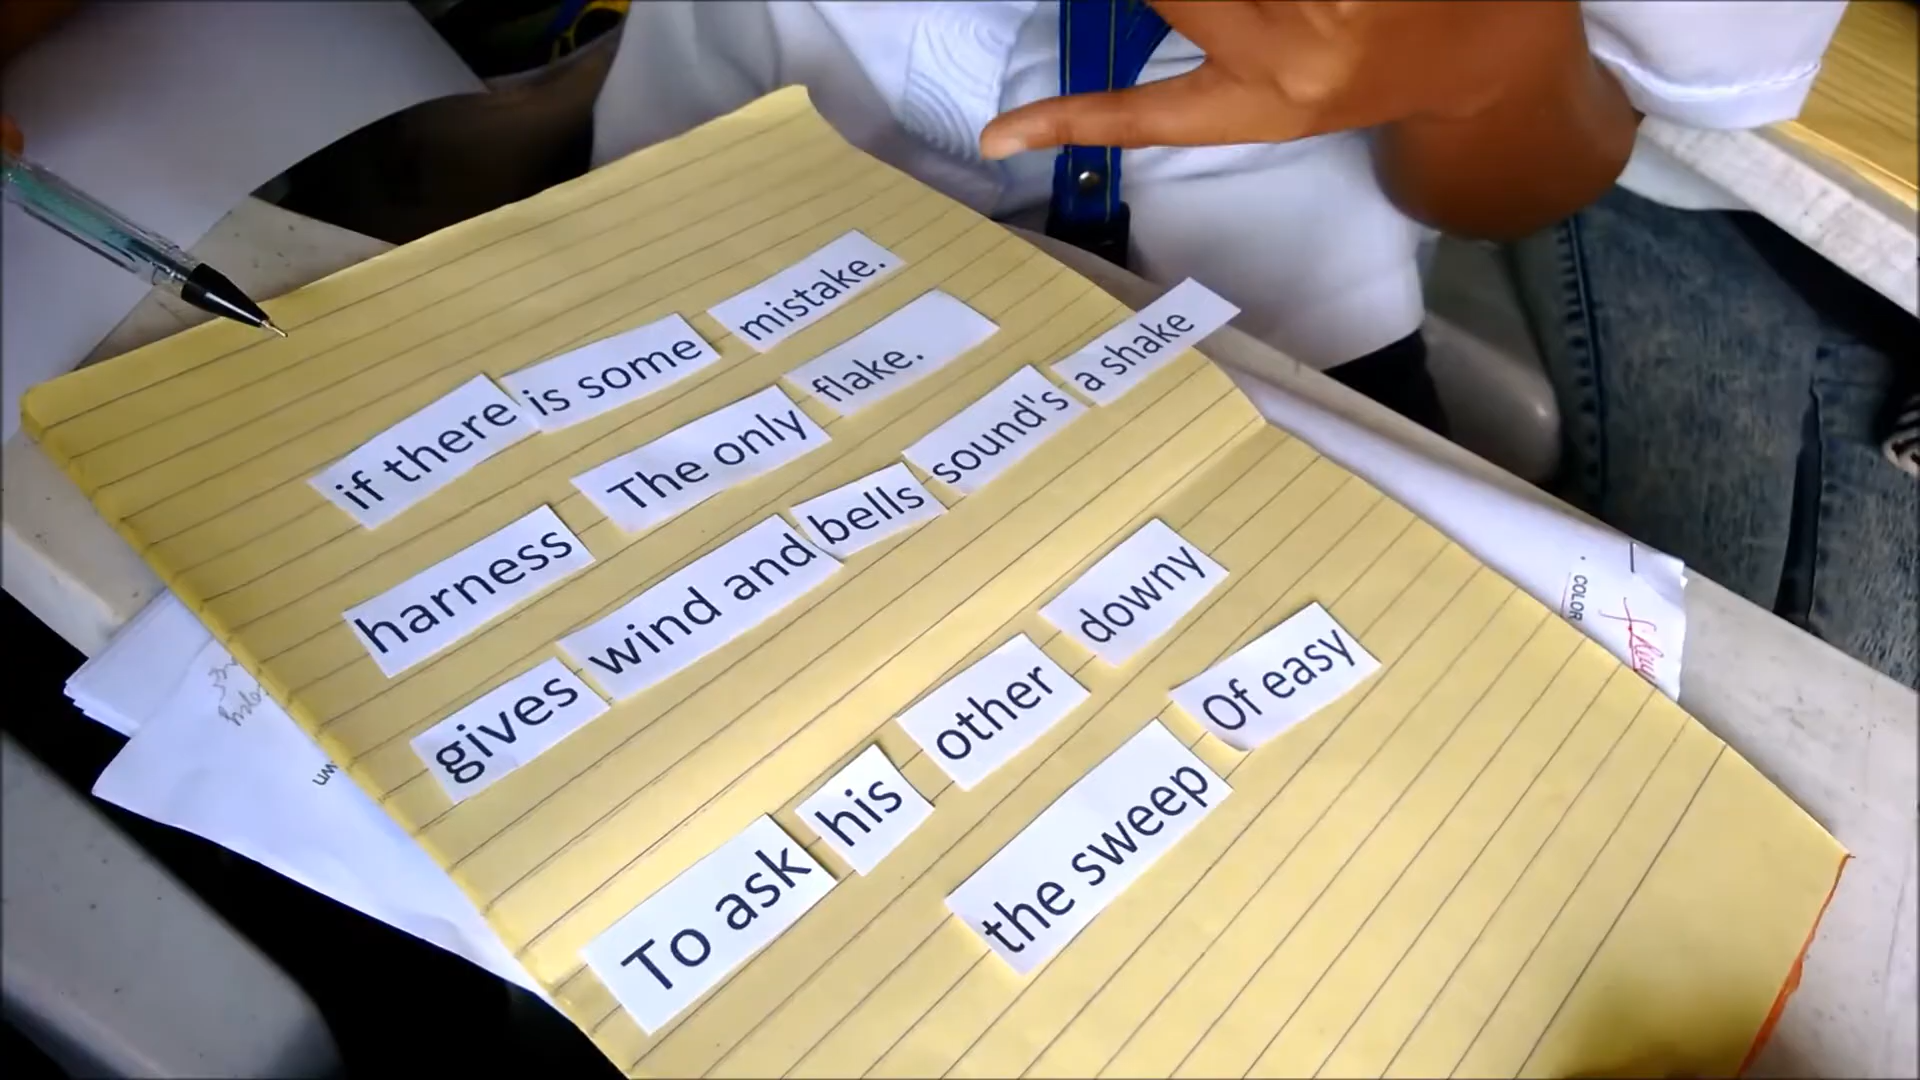 if there is some mistake.
harness The only flake.
gives wind and bells sound's a shake
To ask his other downy
the sweep Of easy
COLOR